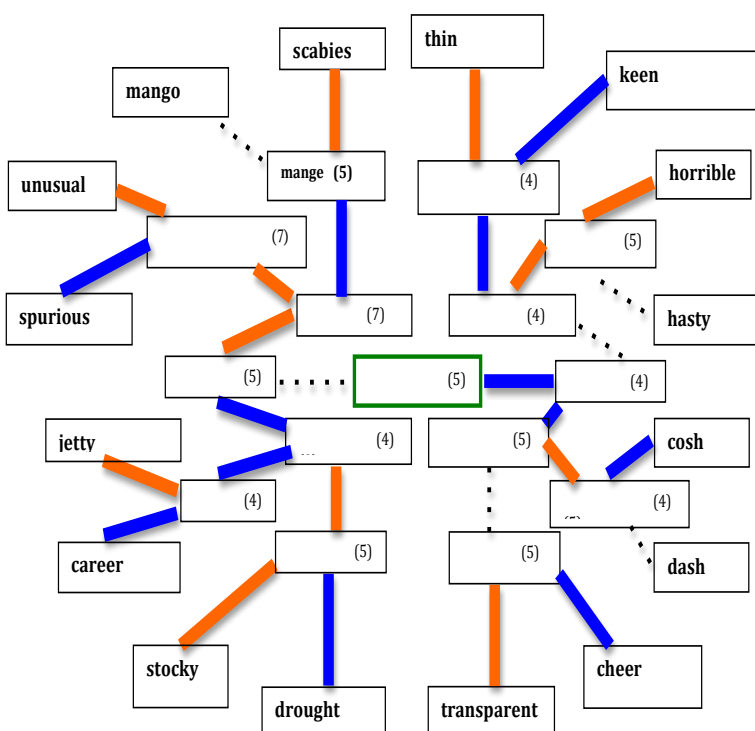 scabies
thin
keen
mango
mange (5)
(4)
unusual
horrible
(7)
(5)
spurious
(7)
(4)
hasty
(5)
(5)
(4)
jetty
(4)
(5)
cosh
(4)
(4)
career
(5)
(5)
dash
stocky
cheer
drought
transparent